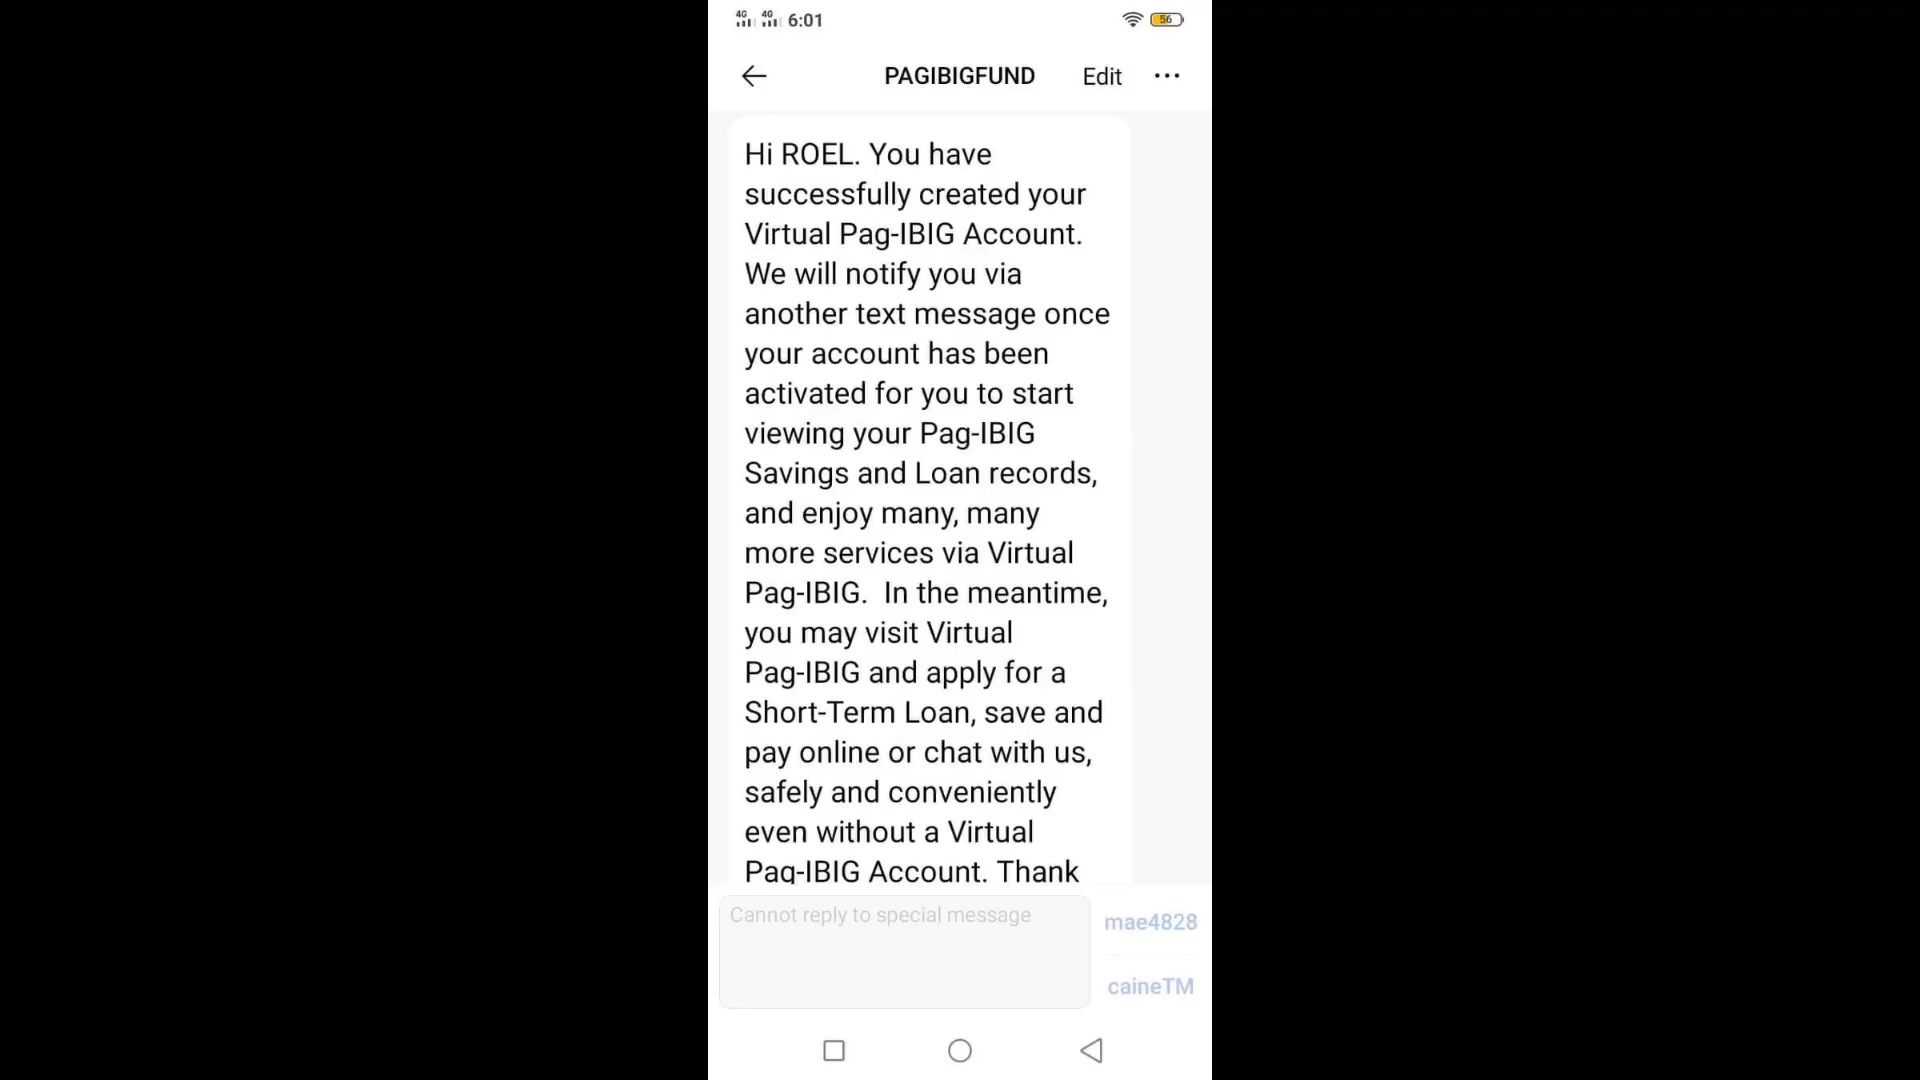 4G 4G 6:01 56
PAGIBIGFUND Edit
Hi ROEL. You have
successfully created your
Virtual Pag-IBIG Account.
We will notify you via
another text message once
your account has been
activated for you to start
viewing your Pag-IBIG
Savings and Loan records,
and enjoy many, many
more services via Virtual
Pag-IBIG.  In the meantime,
you may visit Virtual
Pag-IBIG and apply for a
Short-Term Loan, save and
pay online or chat with us,
safely and conveniently
even without a Virtual
Pag-IBIG Account. Thank
Cannot reply to special message
mae4828
caineTM